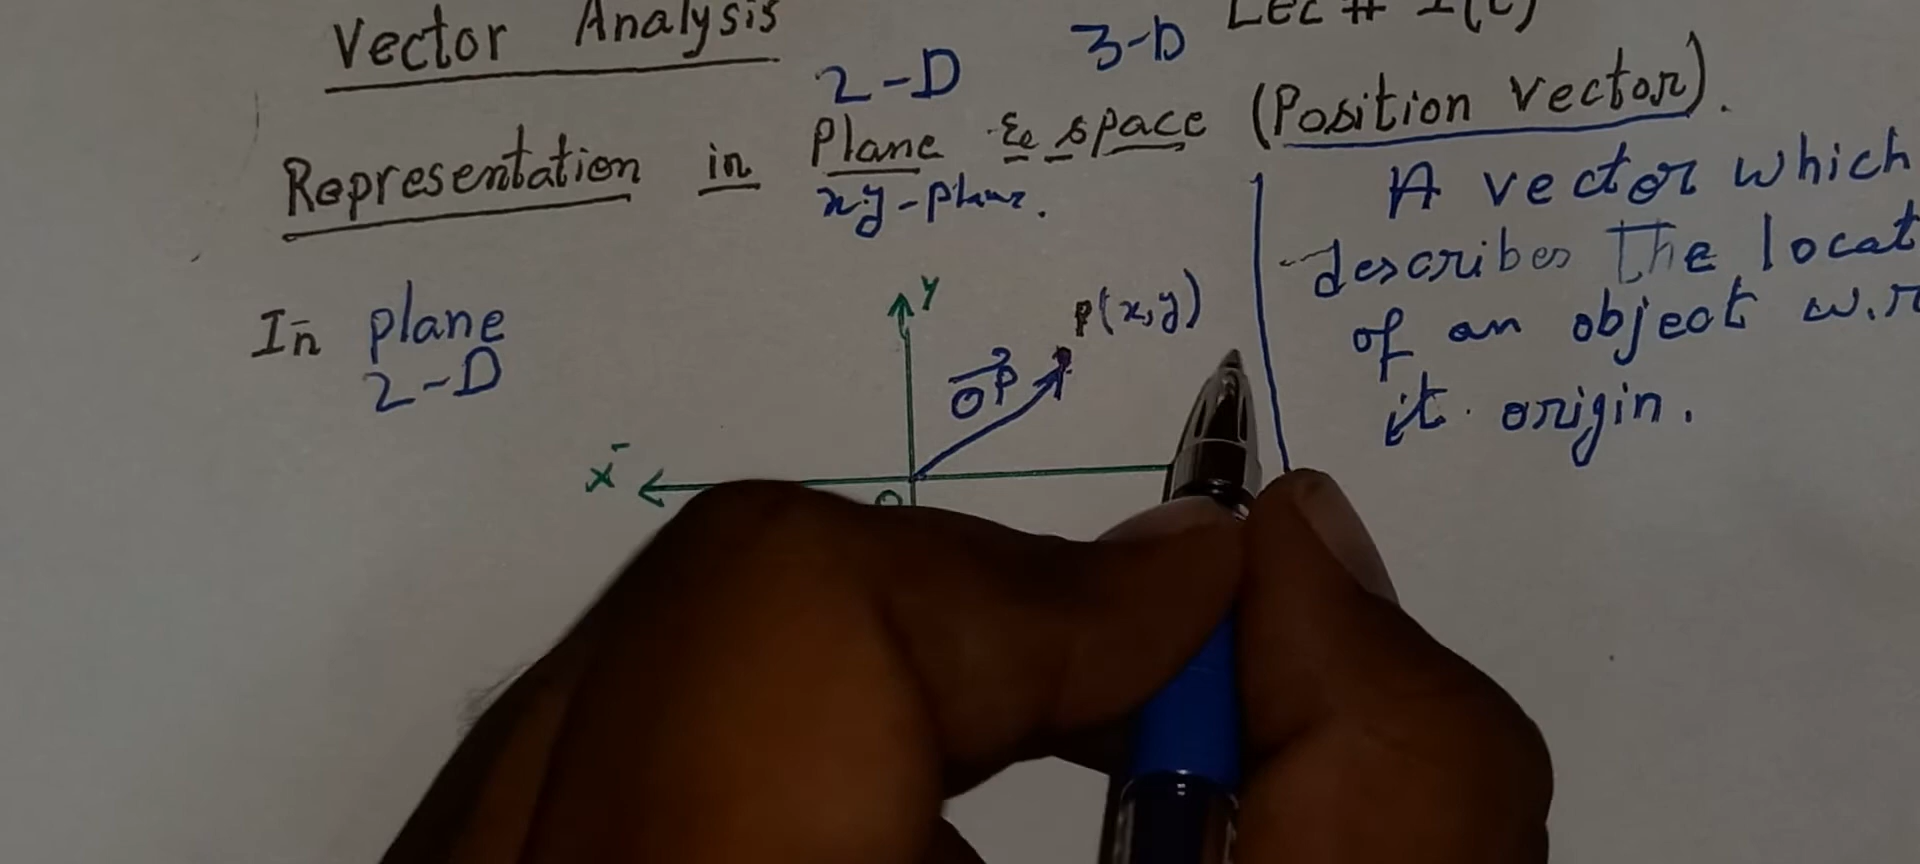 Vector Analysis
2-D 3-D Lec #
Representation in Plane & space (Position vector).
xy-plane.
A vector which
describes the locat
of an object w.r
it origin.
In plane
2-D
Y
P(x,y)
OP
X-
O